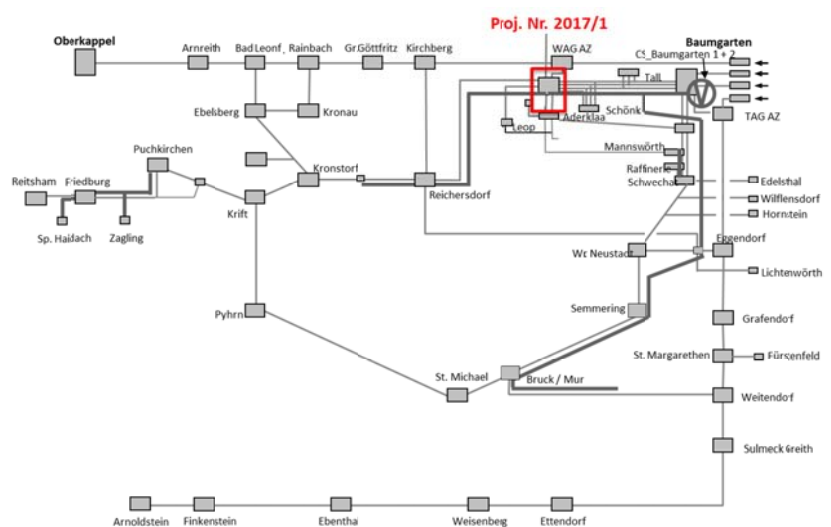 Proj. Nr. 2017/1
Oberkappel
Arnreith
Bad Leonf,
Rainbach
Gr.Göttfritz
Kirchberg
WAG AZ
Baumgarten
CS_Baumgarten 1 + 2
Tall.
Ebelsberg
Kronau
Leop
Aderklaa
Schönk
TAG AZ
Puchkirchen
Kronstorf
Mannswörth
Reitsham
Friedburg
Raffinerie
Schwechat
Edelsthal
Krift
Reichersdorf
Wilflensdorf
Hornstein
Sp. Haidach
Zagling
Wr. Neustadt
Eggendorf
Lichtenwörth
Pyhrn
Semmering
Grafendorf
St. Margarethen
Fürstenfeld
St. Michael
Bruck / Mur
Weitendorf
Sulmeck Greith
Arnoldstein
Finkenstein
Ebenthal
Weisenberg
Ettendorf